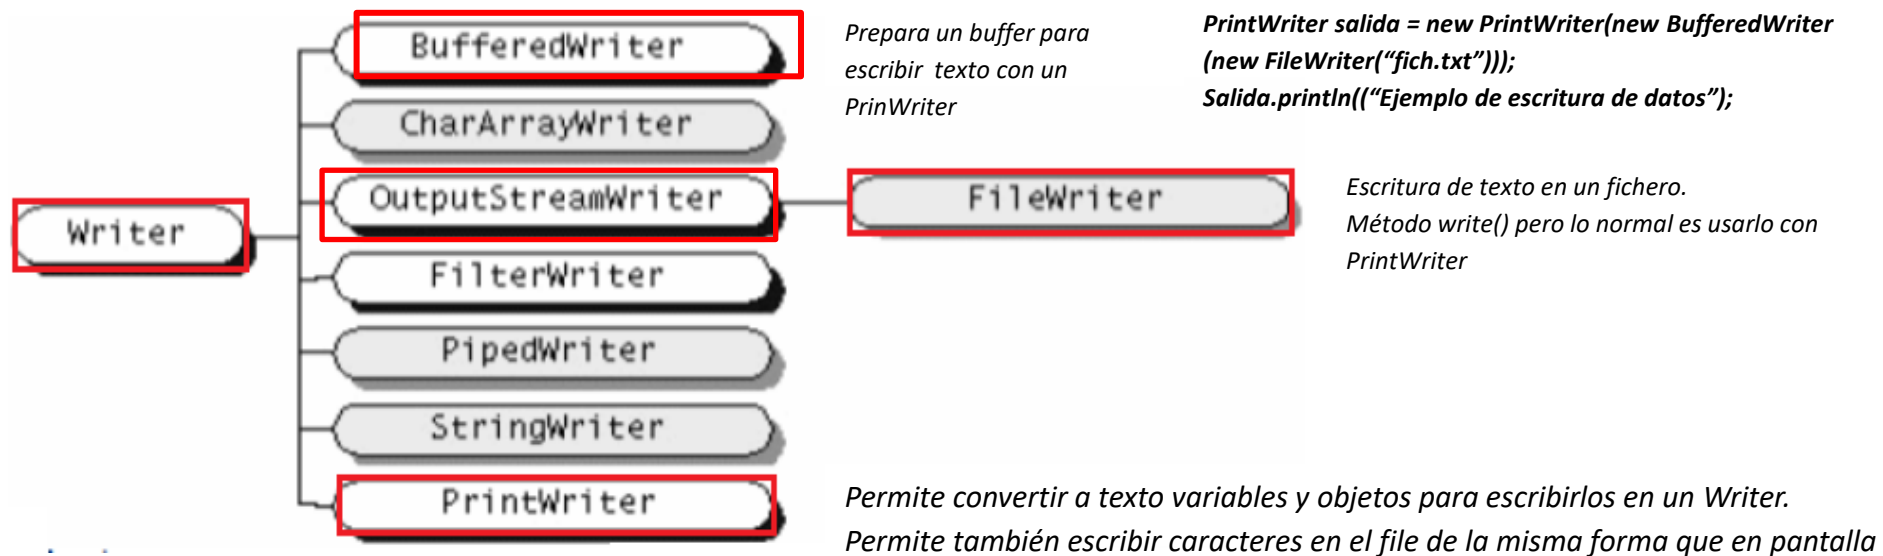 BufferedWriter
Prepara un buffer para
escribir texto con un
PrinWriter
PrintWriter salida = new PrintWriter(new BufferedWriter
(new FileWriter(“fich.txt”)));
Salida.println((“Ejemplo de escritura de datos”);
CharArrayWriter
OutputStreamWriter
FileWriter
Escritura de texto en un fichero.
Método write() pero lo normal es usarlo con
PrintWriter
Writer
FilterWriter
PipedWriter
StringWriter
PrintWriter
Permite convertir a texto variables y objetos para escribirlos en un Writer.
Permite también escribir caracteres en el file de la misma forma que en pantalla